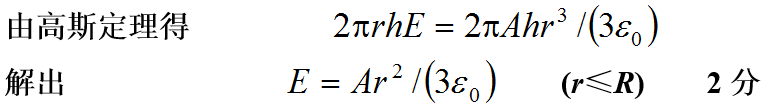 由高斯定理得 2πrhE = 2πAhr³ /(3ε₀)
解出 E = Ar² /(3ε₀) (r≤R) 2 分